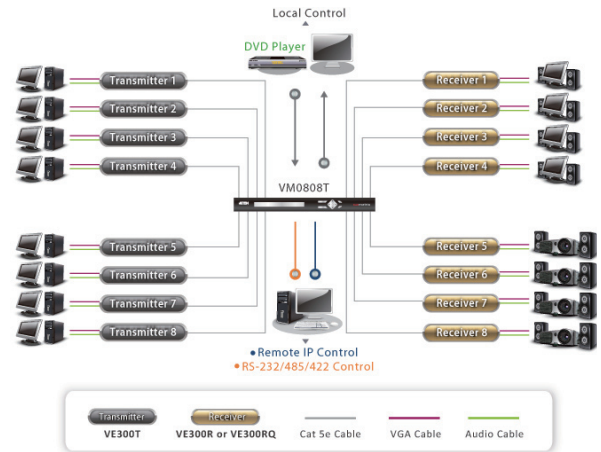 Local Control
DVD Player
Transmitter 1
Transmitter 2
Transmitter 3
Transmitter 4
Receiver 1
Receiver 2
Receiver 3
Receiver 4
VM0808T
ATEN
Transmitter 5
Transmitter 6
Transmitter 7
Transmitter 8
Receiver 5
Receiver 6
Receiver 7
Receiver 8
• Remote IP Control
• RS-232/485/422 Control
Transmitter
VE300T
Receiver
VE300R or VE300RQ
Cat 5e Cable
VGA Cable
Audio Cable